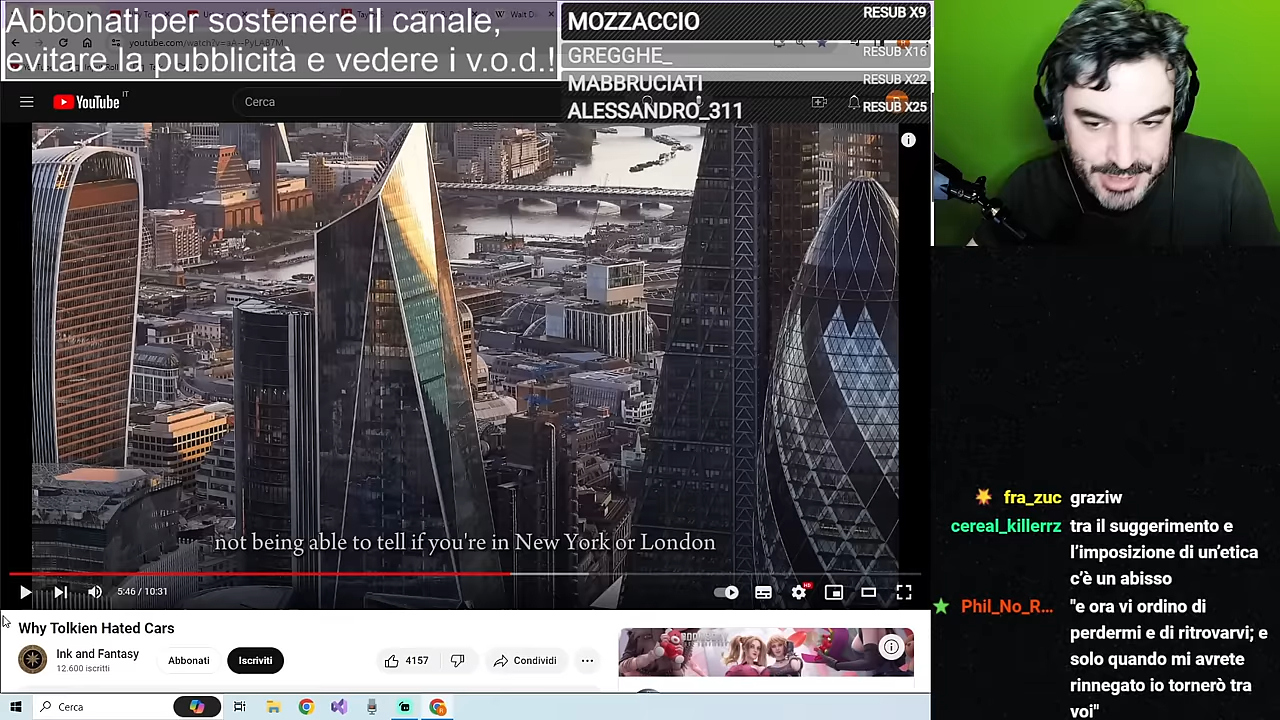 Abbonati per sostenere il canale,
evitare la pubblicità e vedere i v.o.d.!
MOZZACCIO RESUB X9
GREGGHE_ RESUB X16
MABBRUCIATI RESUB X22
ALESSANDRO_311 RESUB X25
YouTube IT
Cerca
not being able to tell if you're in New York or London
5:46 / 10:31
HD
Why Tolkien Hated Cars
Ink and Fantasy
12.600 iscritti
Abbonati
Iscriviti
4157
Condividi
Cerca
fra_zuc graziw
cereal_killerrz tra il suggerimento e
l'imposizione di un'etica
c'è un abisso
Phil_No_R... "e ora vi ordino di
perdermi e di ritrovarvi; e
solo quando mi avrete
rinnegato io tornerò tra
voi"